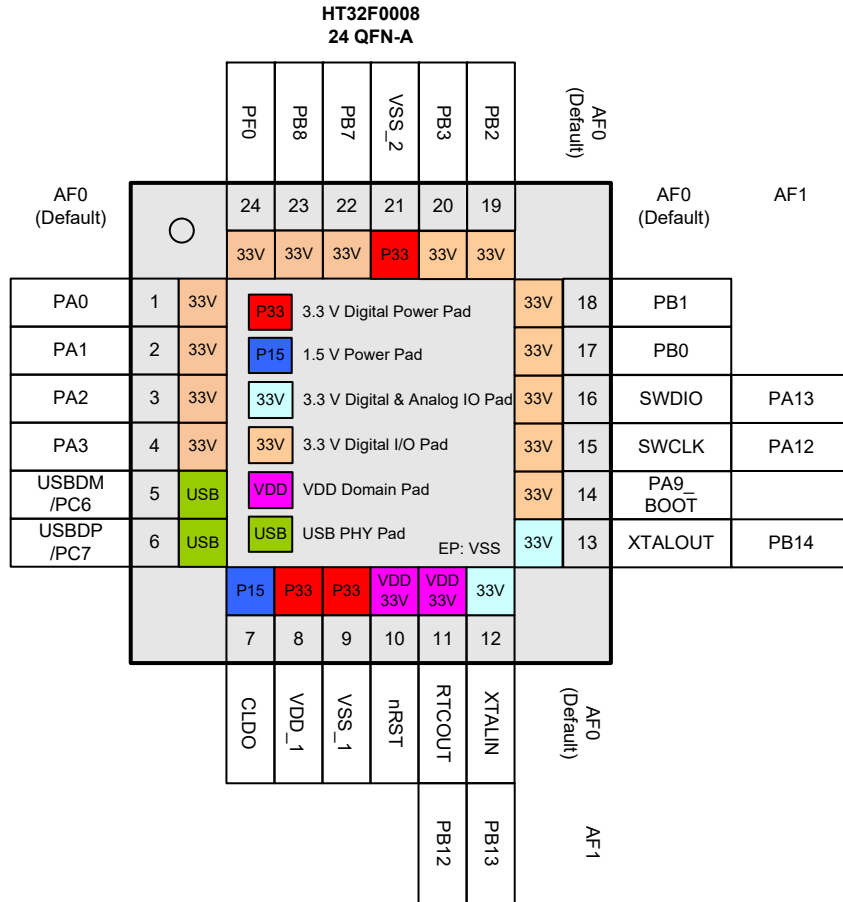 HT32F0008
24 QFN-A
PF0
PB8
PB7
VSS_2
PB3
PB2
AF0
(Default)
AF0
(Default)
24
23
22
21
20
19
AF0
(Default)
AF1
33V
33V
33V
P33
33V
33V
PA0
1
33V
P33
3.3 V Digital Power Pad
33V
18
PB1
PA1
2
33V
P15
1.5 V Power Pad
33V
17
PB0
PA2
3
33V
33V
3.3 V Digital & Analog IO Pad
33V
16
SWDIO
PA13
PA3
4
33V
33V
3.3 V Digital I/O Pad
33V
15
SWCLK
PA12
USBDM
/PC6
5
USB
VDD
VDD Domain Pad
33V
14
PA9_
BOOT
USBDP
/PC7
6
USB
USB
USB PHY Pad
EP: VSS
33V
13
XTALOUT
PB14
P15
P33
P33
VDD
33V
VDD
33V
33V
7
8
9
10
11
12
CLDO
VDD_1
VSS_1
nRST
RTCOUT
XTALIN
AF0
(Default)
PB12
PB13
AF1